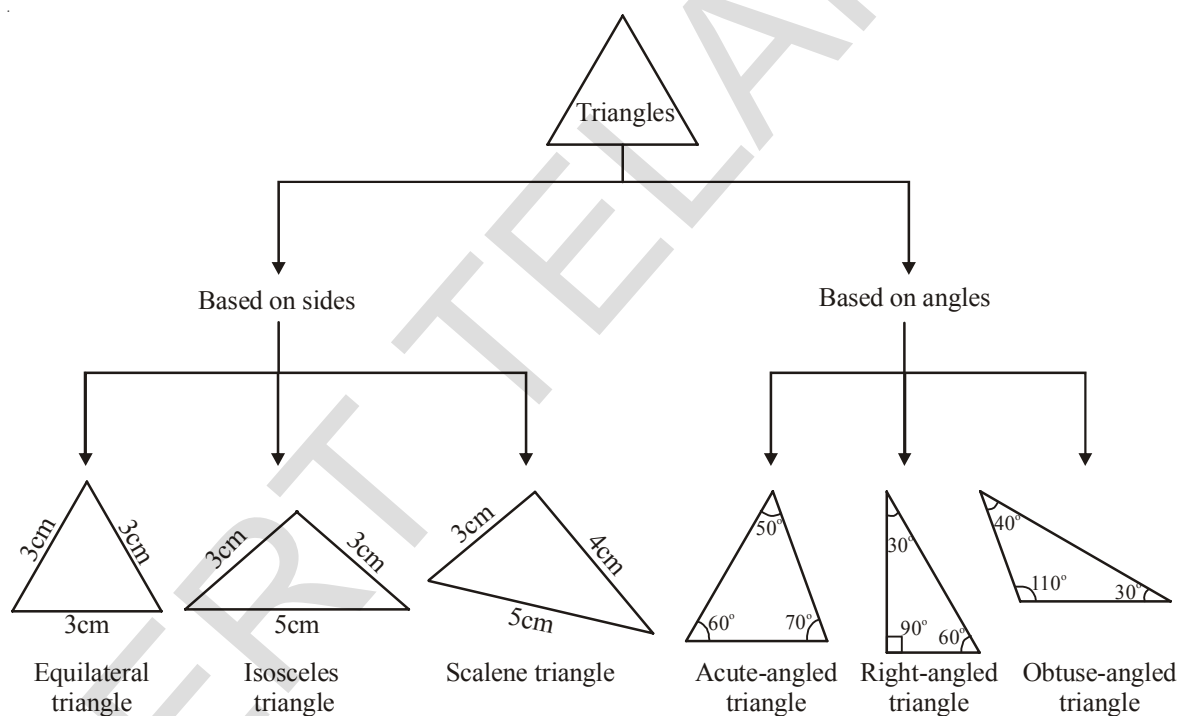 Triangles
Based on sides
Based on angles
3cm
3cm
3cm
3cm
3cm
5cm
3cm
4cm
5cm
50°
60°
70°
30°
90°
60°
40°
110°
30°
Equilateral
triangle
Isosceles
triangle
Scalene triangle
Acute-angled
triangle
Right-angled
triangle
Obtuse-angled
triangle